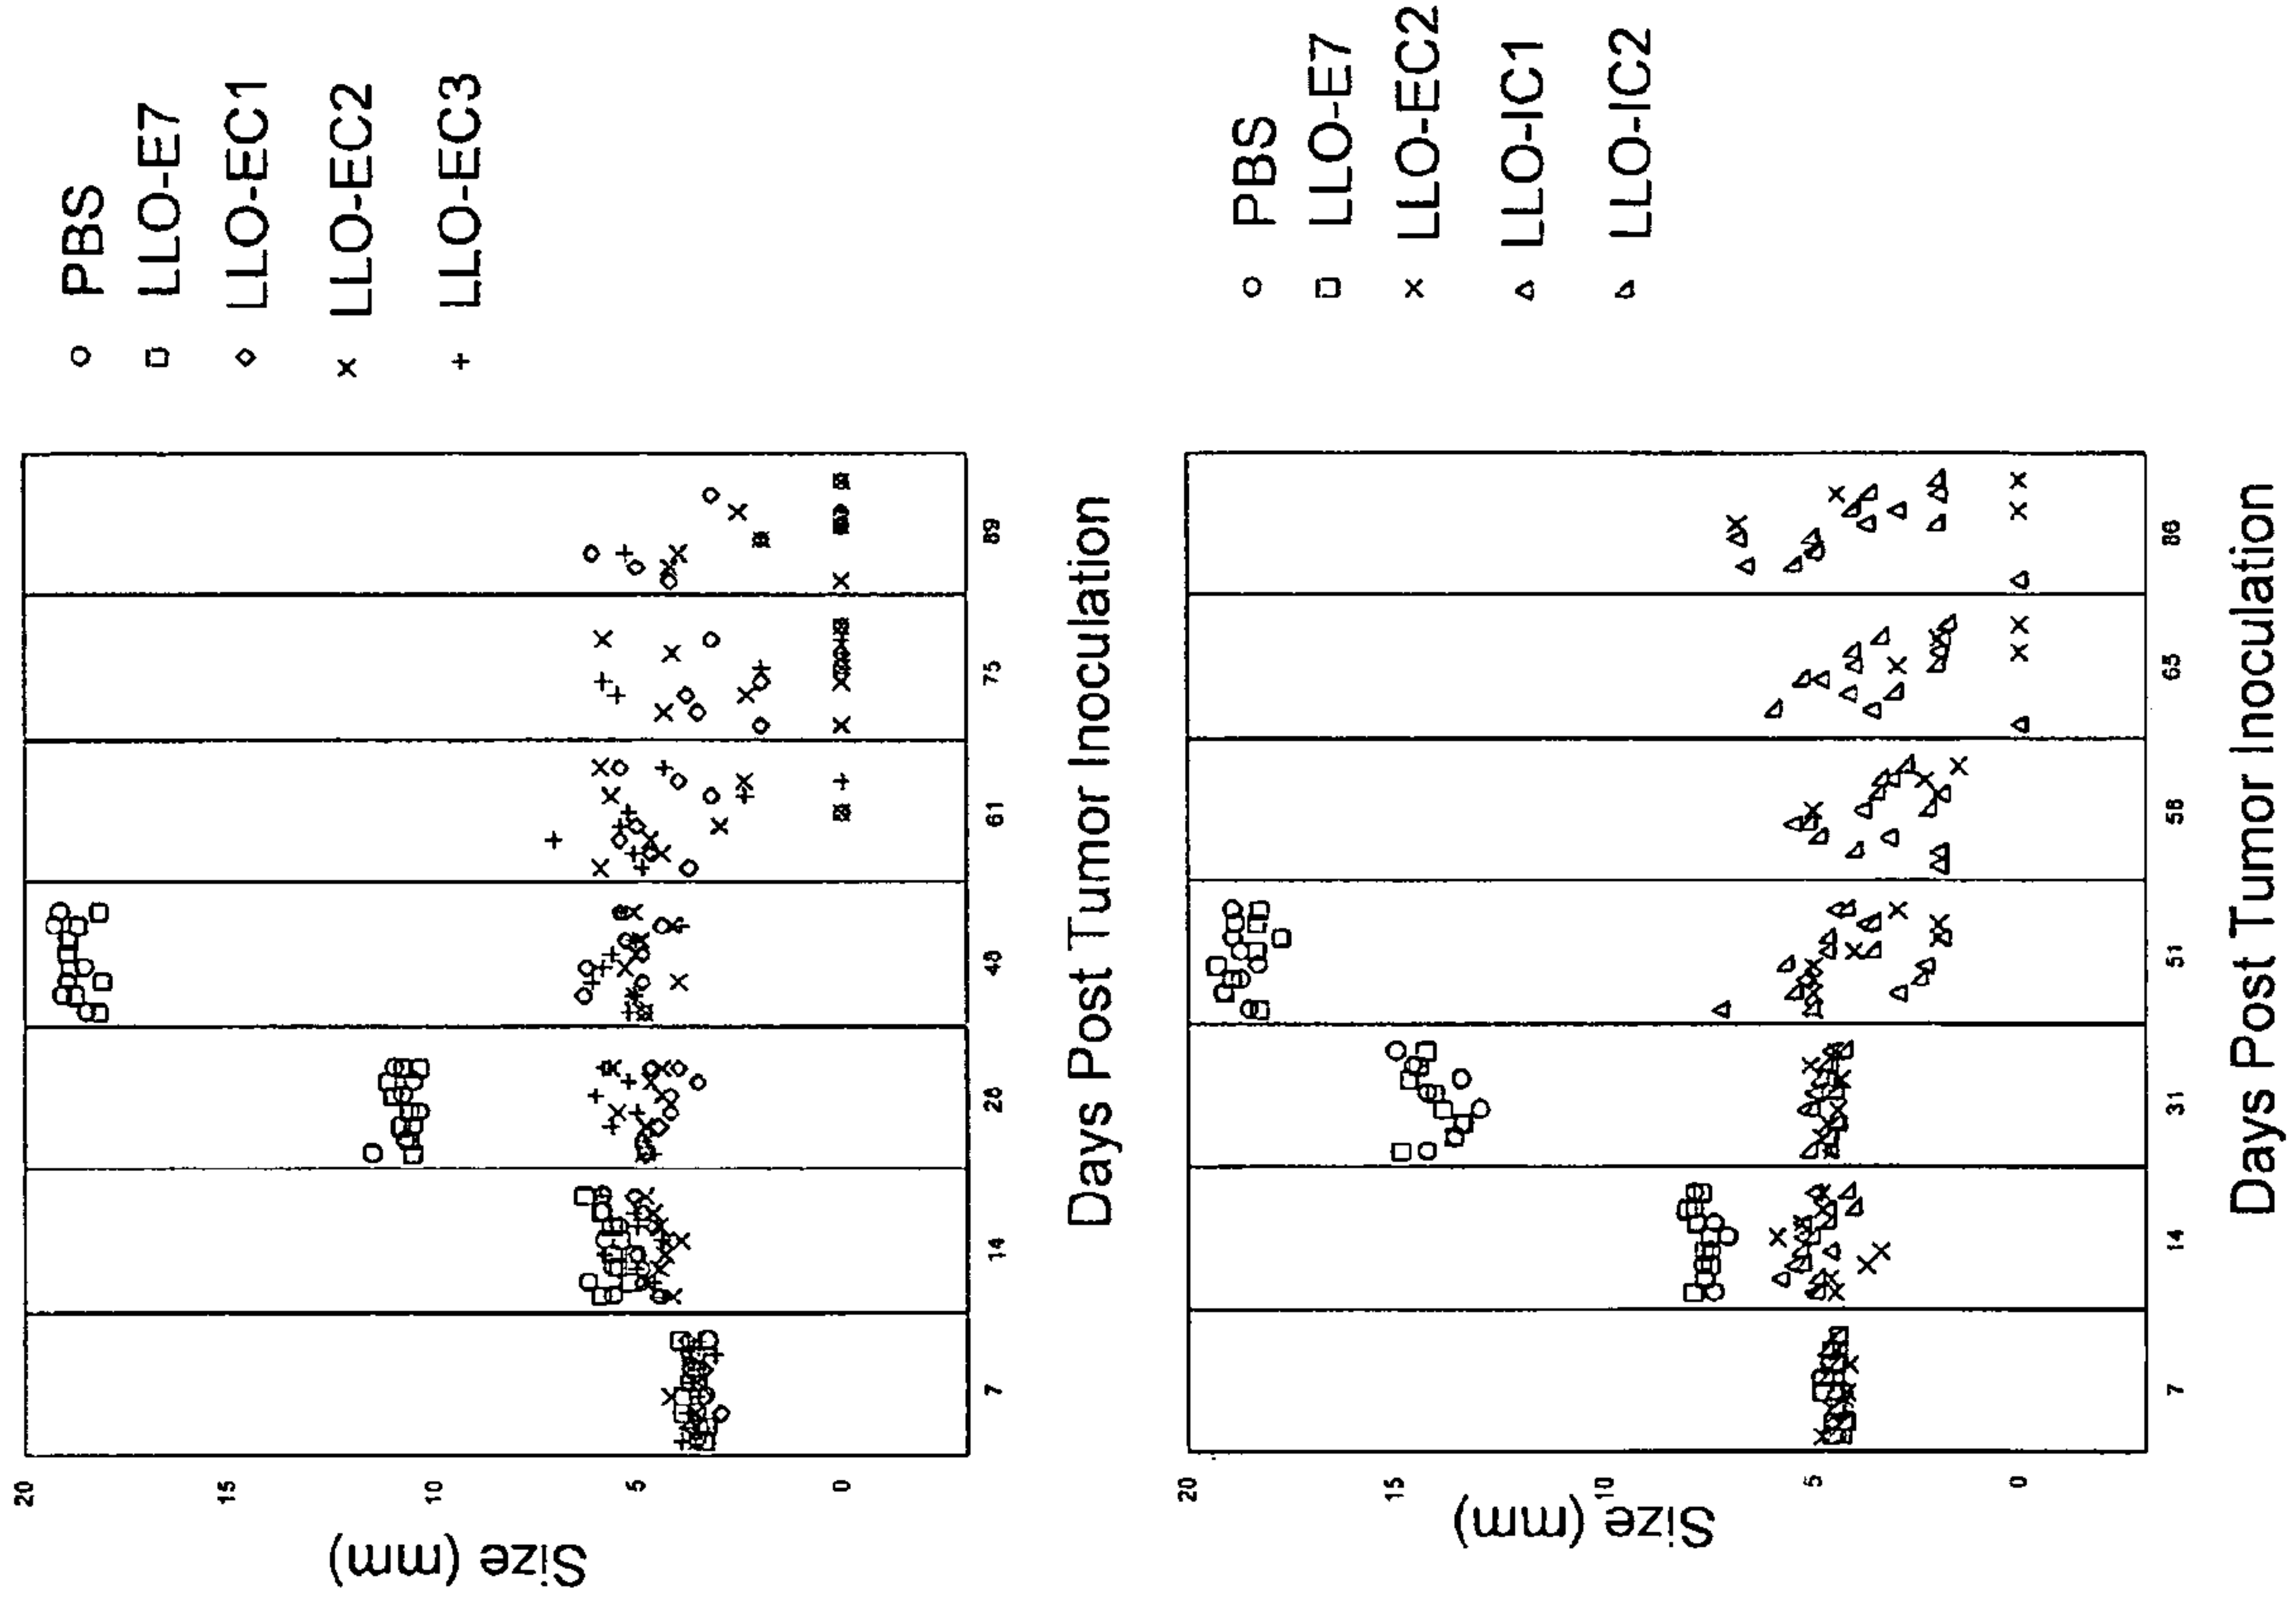 Size (mm)
20
15
10
5
0
7
14
28
48
61
75
89
Days Post Tumor Inoculation
PBS
LLO-E7
LLO-EC1
LLO-EC2
LLO-EC3
Size (mm)
20
15
10
5
0
7
14
31
51
58
65
86
Days Post Tumor Inoculation
PBS
LLO-E7
LLO-EC2
LLO-IC1
LLO-IC2